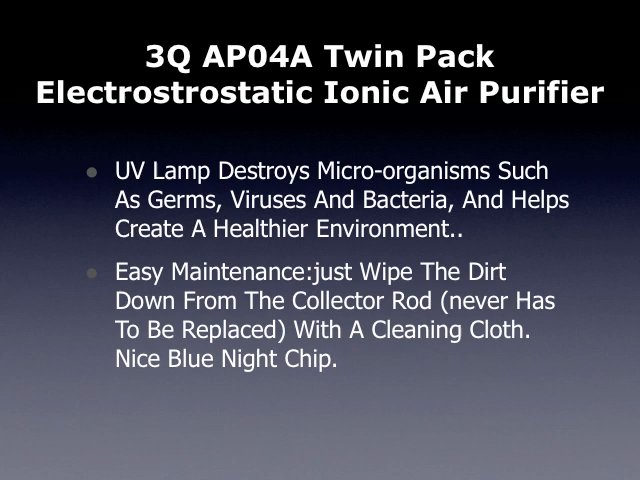 3Q AP04A Twin Pack
Electrostrostatic Ionic Air Purifier
● UV Lamp Destroys Micro-organisms Such
As Germs, Viruses And Bacteria, And Helps
Create A Healthier Environment..
● Easy Maintenance:just Wipe The Dirt
Down From The Collector Rod (never Has
To Be Replaced) With A Cleaning Cloth.
Nice Blue Night Chip.